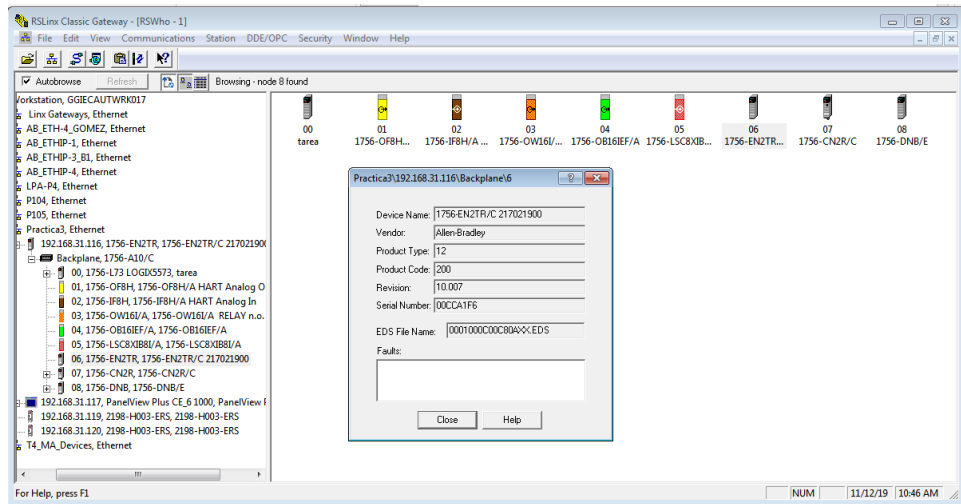 RSLinx Classic Gateway - [RSWho - 1]
File Edit View Communications Station DDE/OPC Security Window Help
Autobrowse Refresh Browsing - node 8 found
Workstation, GGIECAUTWRK017
Linx Gateways, Ethernet
AB_ETH-4_GOMEZ, Ethernet
AB_ETHIP-1, Ethernet
AB_ETHIP-3_B1, Ethernet
AB_ETHIP-4, Ethernet
LPA-P4, Ethernet
P104, Ethernet
P105, Ethernet
Practica3, Ethernet
192.168.31.116, 1756-EN2TR, 1756-EN2TR/C 217021900
Backplane, 1756-A10/C
00, 1756-L73 LOGIX5573, tarea
01, 1756-OF8H, 1756-OF8H/A HART Analog O
02, 1756-IF8H, 1756-IF8H/A HART Analog In
03, 1756-OW16I/A, 1756-OW16I/A RELAY n.o.
04, 1756-OB16IEF/A, 1756-OB16IEF/A
05, 1756-LSC8XIB8I/A, 1756-LSC8XIB8I/A
06, 1756-EN2TR, 1756-EN2TR/C 217021900
07, 1756-CN2R, 1756-CN2R/C
08, 1756-DNB, 1756-DNB/E
192.168.31.117, PanelView Plus CE_6 1000, PanelView P
192.168.31.119, 2198-H003-ERS, 2198-H003-ERS
192.168.31.120, 2198-H003-ERS, 2198-H003-ERS
T4_MA_Devices, Ethernet
00 01 02 03 04 05 06 07 08
tarea 1756-OF8H... 1756-IF8H/A ... 1756-OW16I/... 1756-OB16IEF/A 1756-LSC8XIB... 1756-EN2TR... 1756-CN2R/C 1756-DNB/E
Practica3\192.168.31.116\Backplane\6
Device Name: 1756-EN2TR/C 217021900
Vendor: Allen-Bradley
Product Type: 12
Product Code: 200
Revision: 10.007
Serial Number: 00CCA1F6
EDS File Name: 0001000C00C80AXX.EDS
Faults:
Close Help
For Help, press F1
NUM 11/12/19 10:46 AM